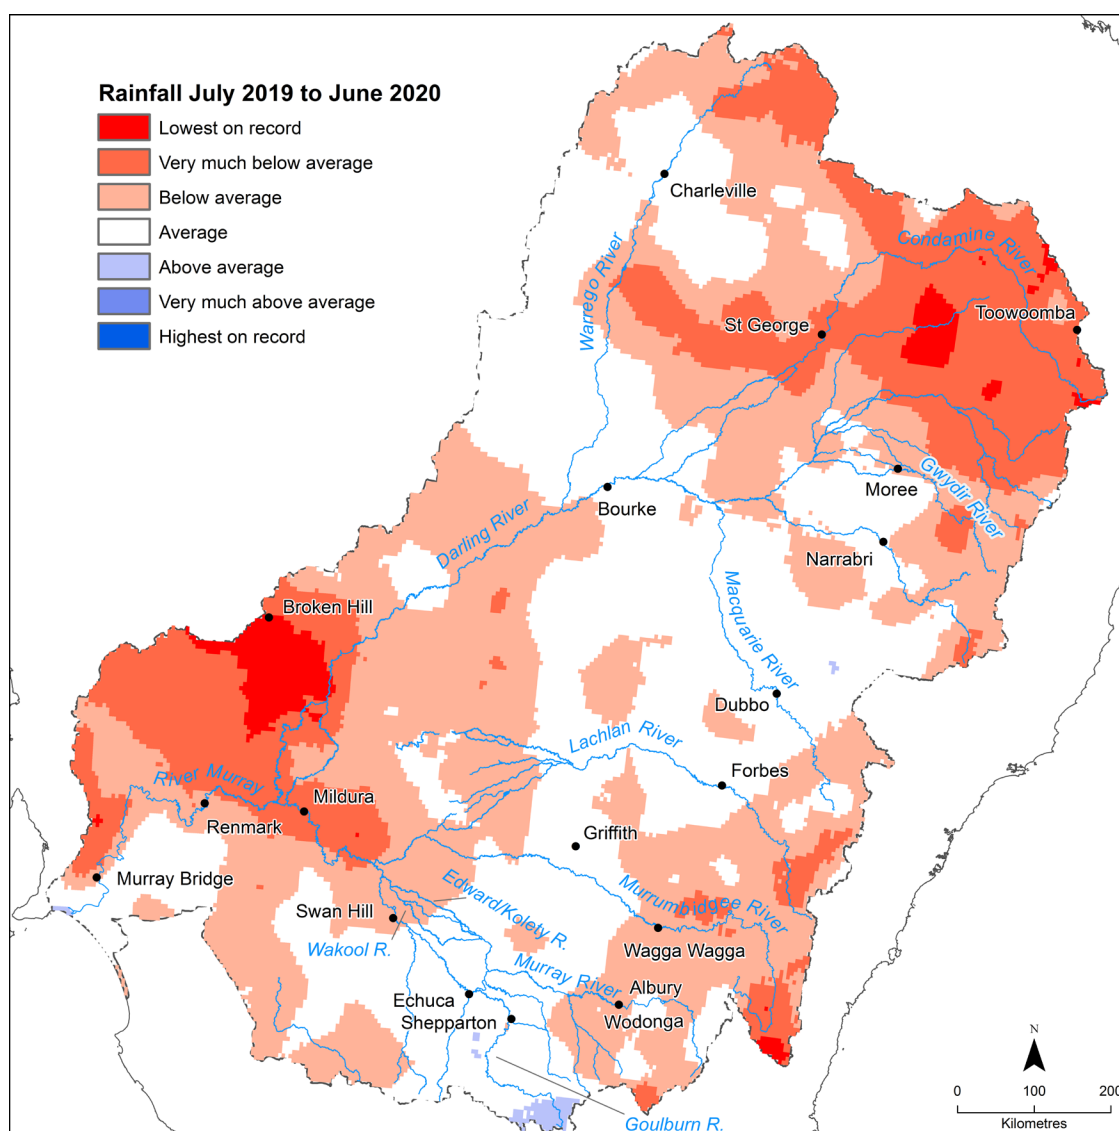 Rainfall July 2019 to June 2020
Lowest on record
Very much below average
Below average
Average
Above average
Very much above average
Highest on record
Charleville
Warrego River
Condamine River
St George
Toowoomba
Moree
Gwydir River
Bourke
Darling River
Narrabri
Broken Hill
Macquarie River
Dubbo
Lachlan River
Forbes
River Murray
Mildura
Renmark
Griffith
Murray Bridge
Edward/Kolety R.
Murrumbidgee River
Swan Hill
Wakool R.
Wagga Wagga
Murray River
Echuca
Albury
Shepparton
Wodonga
Goulburn R.
N
0 100 200
Kilometres